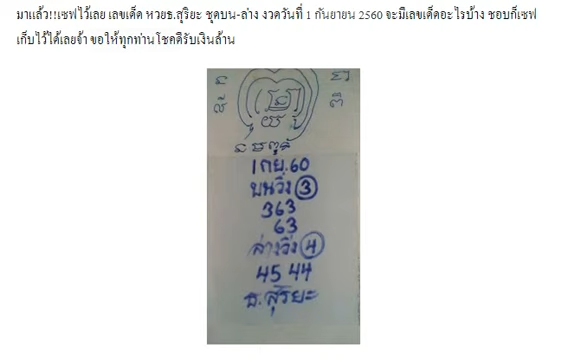 มาแล้ว!!เซฟไว้เลย เลขเด็ด หวยธ.สุริยะ ชุดบน-ล่าง งวดวันที่ 1 กันยายน 2560 จะมีเลขเด็ดอะไรบ้าง ชอบก็เซฟ
เก็บไว้ได้เลยจ้า ขอให้ทุกท่านโชคดีรับเงินล้าน
1 กย.60
บนวิ่ง 3
363
63
ล่างวิ่ง 4
45 44
ธ.สุริยะ